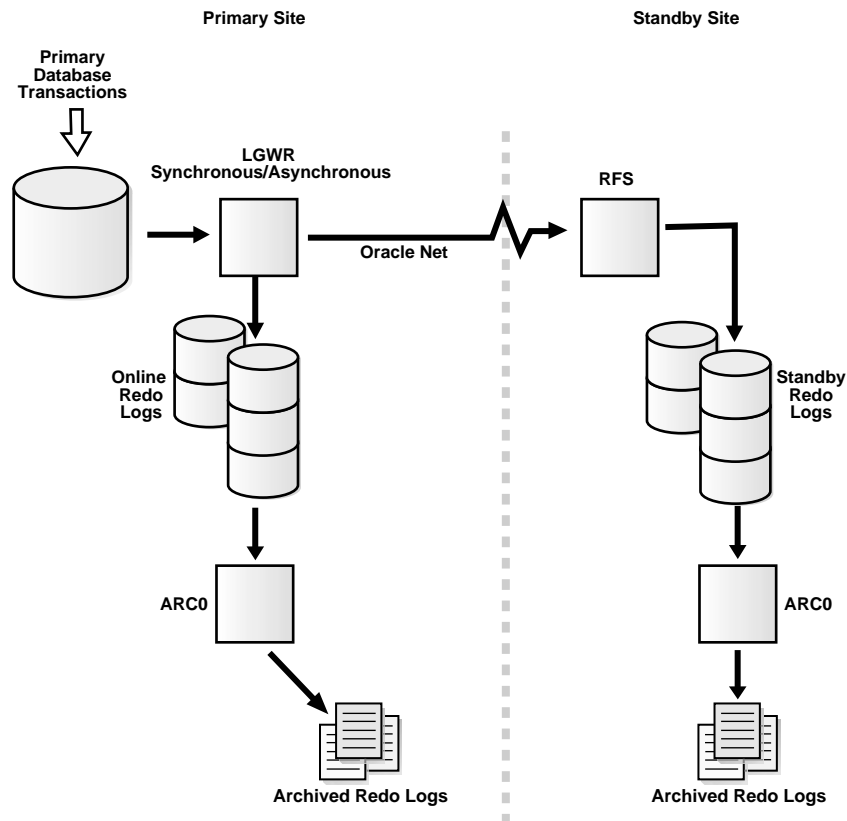 Primary Site
Standby Site
Primary
Database
Transactions
LGWR
Synchronous/Asynchronous
RFS
Oracle Net
Online
Redo
Logs
Standby
Redo
Logs
ARC0
ARC0
Archived Redo Logs
Archived Redo Logs